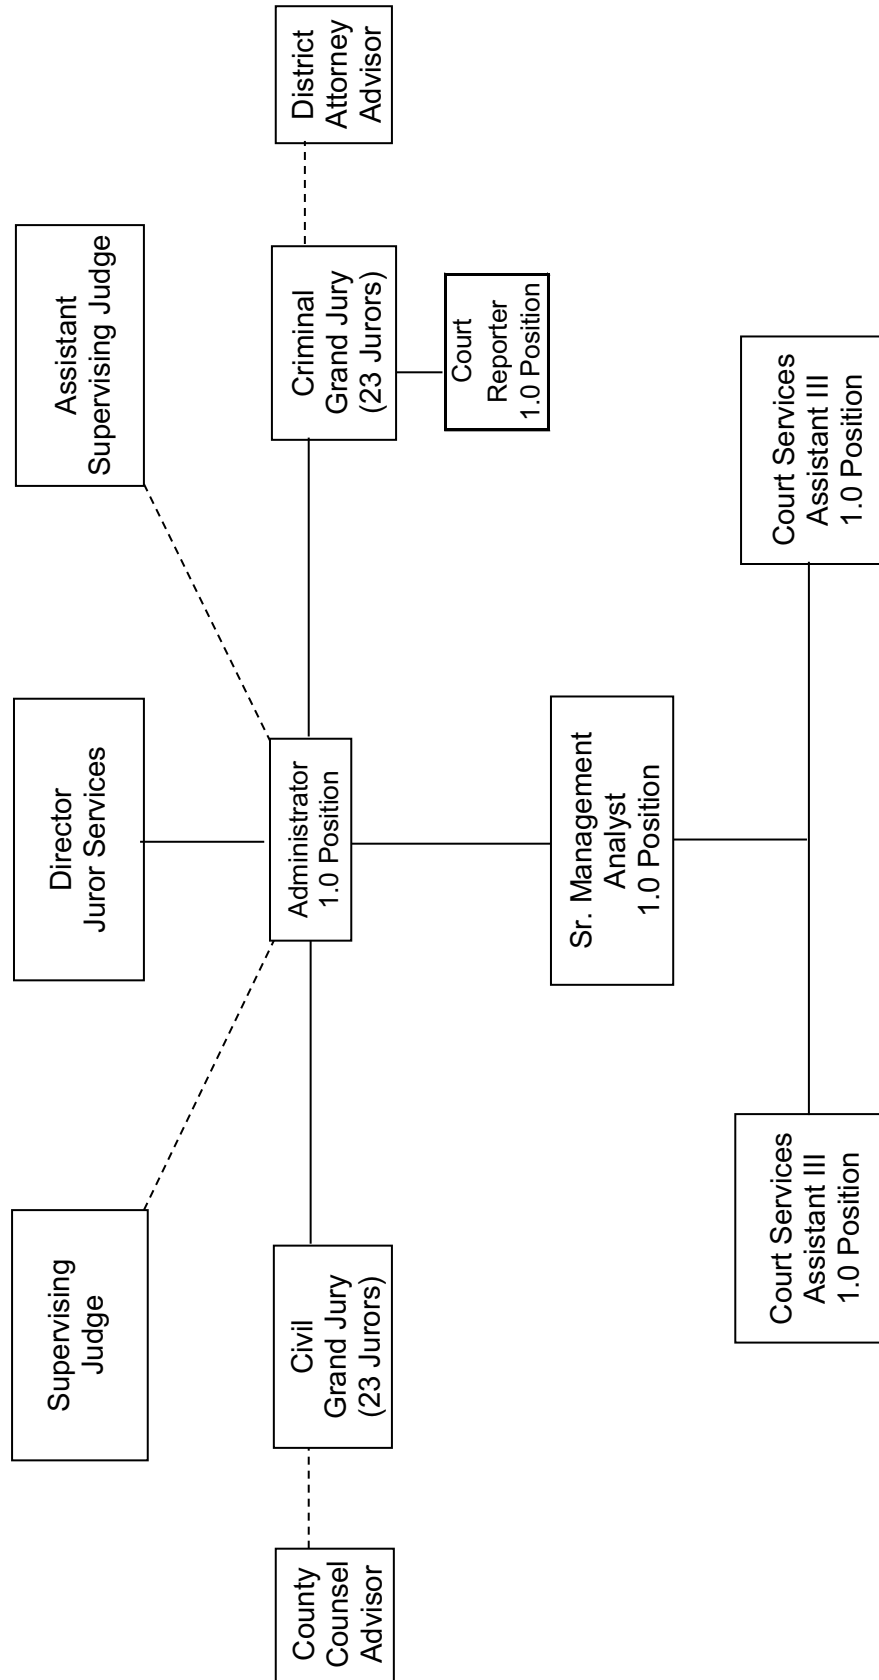 Supervising
Judge
Director
Juror Services
Assistant
Supervising Judge
County
Counsel
Advisor
Civil
Grand Jury
(23 Jurors)
Administrator
1.0 Position
Criminal
Grand Jury
(23 Jurors)
District
Attorney
Advisor
Court
Reporter
1.0 Position
Sr. Management
Analyst
1.0 Position
Court Services
Assistant III
1.0 Position
Court Services
Assistant III
1.0 Position